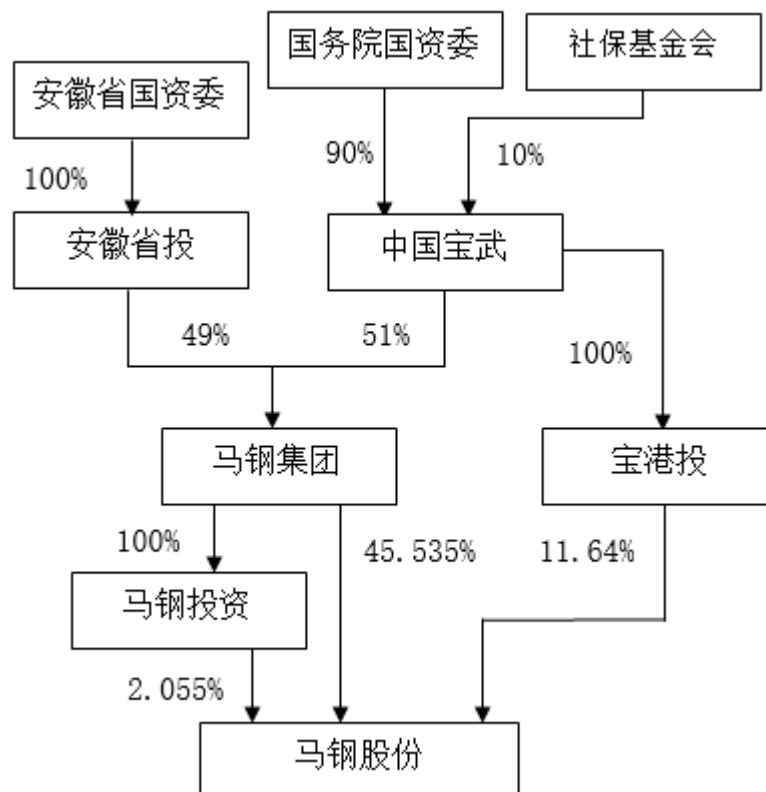 国务院国资委
社保基金会
安徽省国资委
90%
10%
100%
安徽省投
中国宝武
49%
51%
100%
马钢集团
宝港投
100%
45.535%
11.64%
马钢投资
2.055%
马钢股份